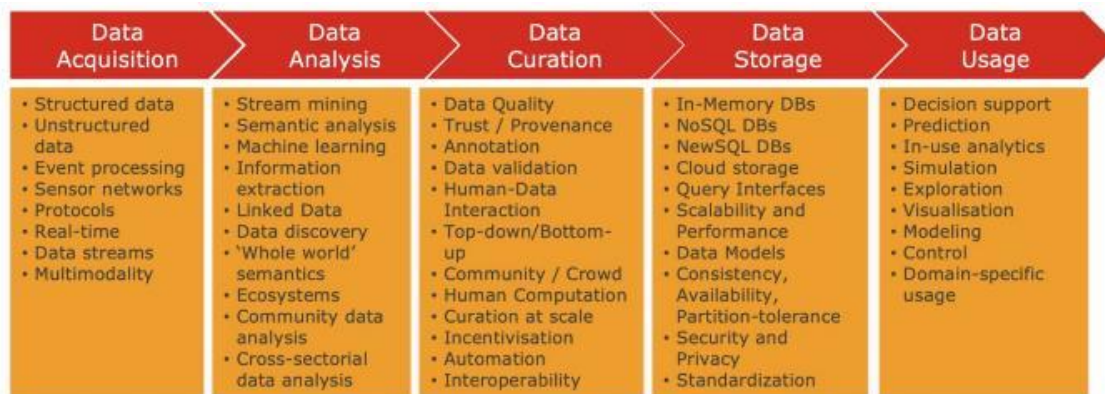 Data
Acquisition
Data
Analysis
Data
Curation
Data
Storage
Data
Usage
• Structured data
• Unstructured
data
• Event processing
• Sensor networks
• Protocols
• Real-time
• Data streams
• Multimodality
• Stream mining
• Semantic analysis
• Machine learning
• Information
extraction
• Linked Data
• Data discovery
• ‘Whole world’
semantics
• Ecosystems
• Community data
analysis
• Cross-sectorial
data analysis
• Data Quality
• Trust / Provenance
• Annotation
• Data validation
• Human-Data
Interaction
• Top-down/Bottom-
up
• Community / Crowd
• Human Computation
• Curation at scale
• Incentivisation
• Automation
• Interoperability
• In-Memory DBs
• NoSQL DBs
• NewSQL DBs
• Cloud storage
• Query Interfaces
• Scalability and
Performance
• Data Models
• Consistency,
Availability,
Partition-tolerance
• Security and
Privacy
• Standardization
• Decision support
• Prediction
• In-use analytics
• Simulation
• Exploration
• Visualisation
• Modeling
• Control
• Domain-specific
usage